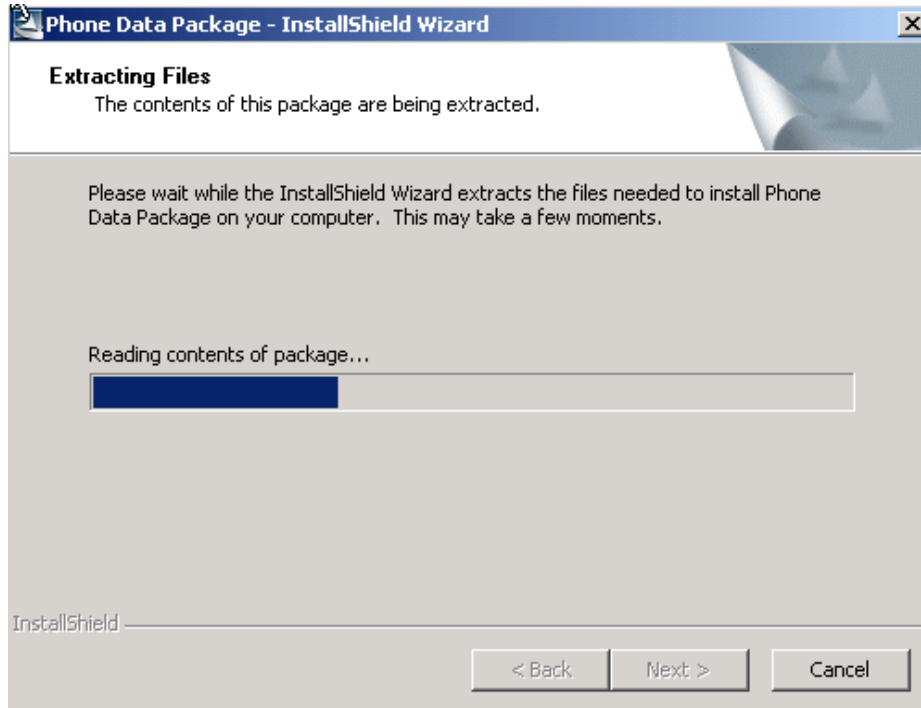 Phone Data Package - InstallShield Wizard
Extracting Files
The contents of this package are being extracted.
Please wait while the InstallShield Wizard extracts the files needed to install Phone
Data Package on your computer.  This may take a few moments.
Reading contents of package...
InstallShield
< Back
Next >
Cancel